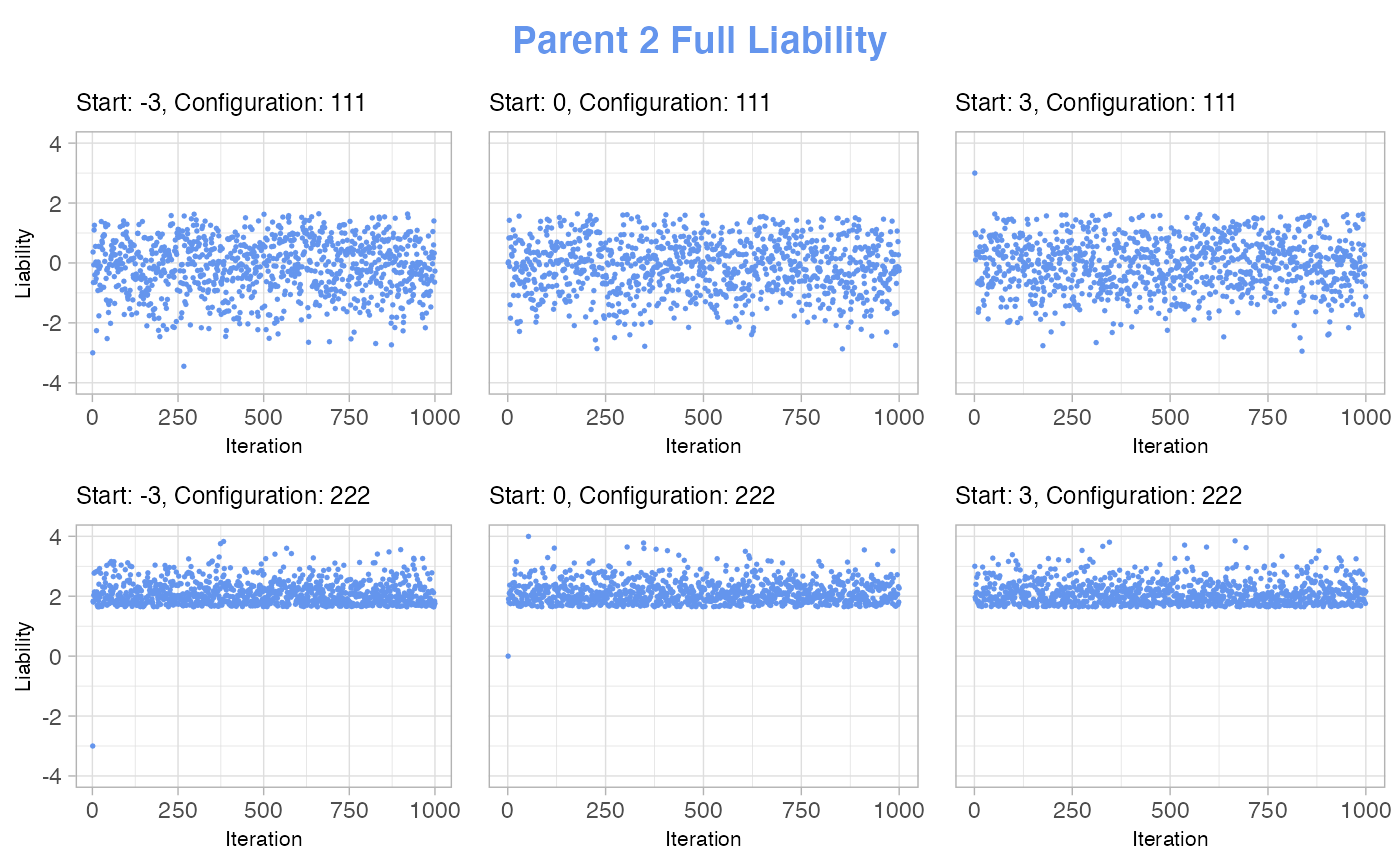 Parent 2 Full Liability
Start: -3, Configuration: 111
Start: 0, Configuration: 111
Start: 3, Configuration: 111
Liability
4
2
0
-2
-4
0 250 500 750 1000
0 250 500 750 1000
0 250 500 750 1000
Iteration
Iteration
Iteration
Start: -3, Configuration: 222
Start: 0, Configuration: 222
Start: 3, Configuration: 222
Liability
4
2
0
-2
-4
0 250 500 750 1000
0 250 500 750 1000
0 250 500 750 1000
Iteration
Iteration
Iteration